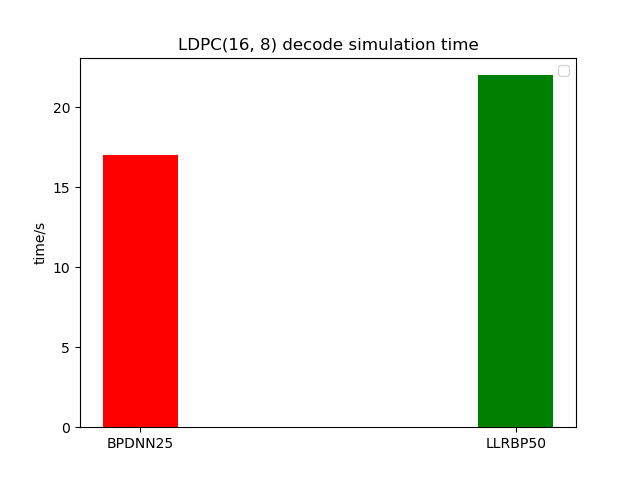 LDPC(16, 8) decode simulation time
time/s
20
15
10
5
0
BPDNN25
LLRBP50